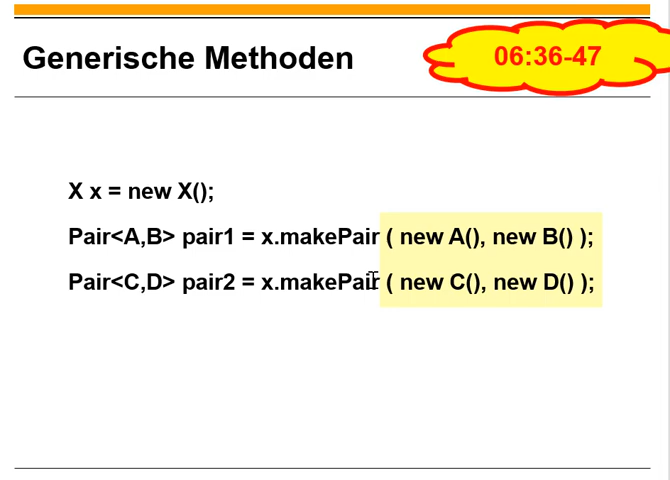 Generische Methoden
06:36-47
X x = new X();
Pair<A,B> pair1 = x.makePair ( new A(), new B() );
Pair<C,D> pair2 = x.makePair ( new C(), new D() );